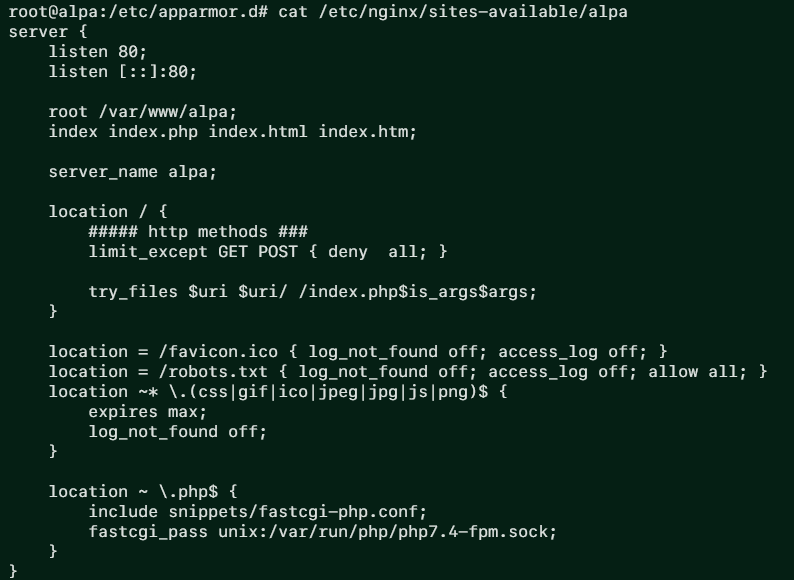 root@alpa:/etc/apparmor.d# cat /etc/nginx/sites-available/alpa
server {
    listen 80;
    listen [::]:80;

    root /var/www/alpa;
    index index.php index.html index.htm;

    server_name alpa;

    location / {
        ##### http methods ###
        limit_except GET POST { deny  all; }

        try_files $uri $uri/ /index.php$is_args$args;
    }

    location = /favicon.ico { log_not_found off; access_log off; }
    location = /robots.txt { log_not_found off; access_log off; allow all; }
    location ~* \.(css|gif|ico|jpeg|jpg|js|png)$ {
        expires max;
        log_not_found off;
    }

    location ~ \.php$ {
        include snippets/fastcgi-php.conf;
        fastcgi_pass unix:/var/run/php/php7.4-fpm.sock;
    }
}